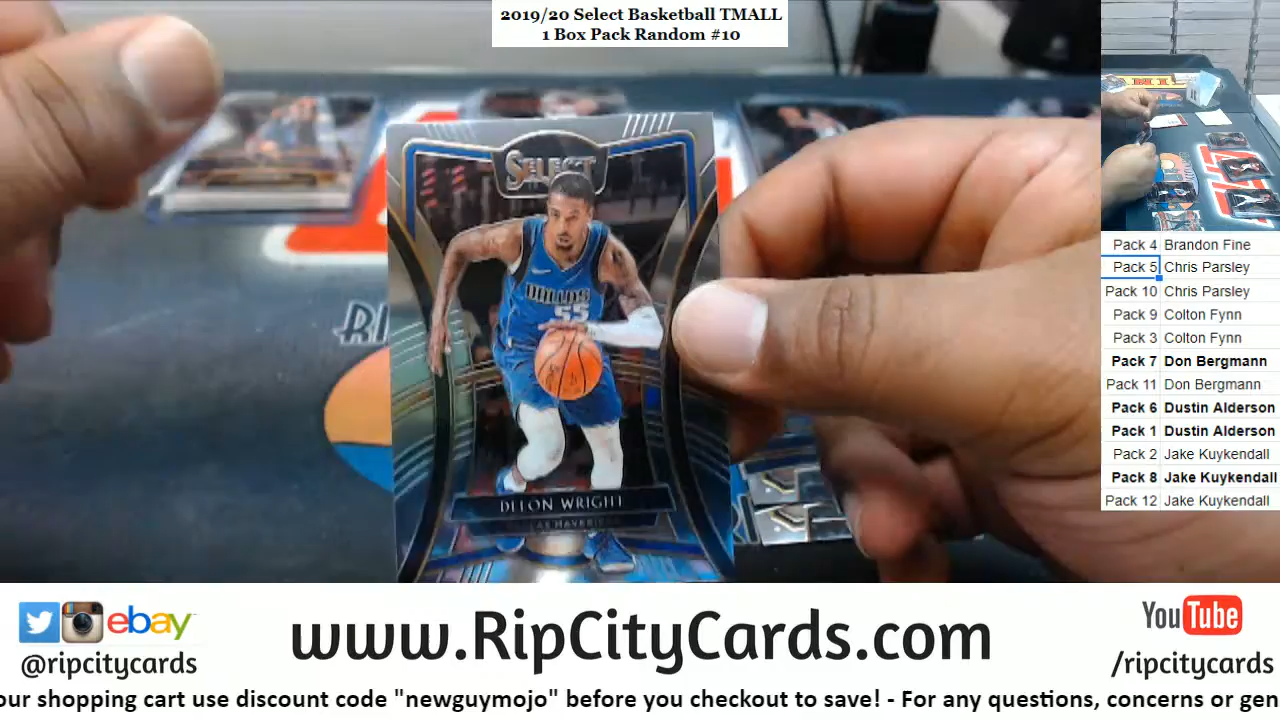 2019/20 Select Basketball TMALL
1 Box Pack Random #10
SELECT
DALLAS
55
DELON WRIGHT
DALLAS MAVERICKS
Pack 4 Brandon Fine
Pack 5 Chris Parsley
Pack 10 Chris Parsley
Pack 9 Colton Fynn
Pack 3 Colton Fynn
Pack 7 Don Bergmann
Pack 11 Don Bergmann
Pack 6 Dustin Alderson
Pack 1 Dustin Alderson
Pack 2 Jake Kuykendall
Pack 8 Jake Kuykendall
Pack 12 Jake Kuykendall
ebay
@ripcitycards
www.RipCityCards.com
You Tube
/ripcitycards
our shopping cart use discount code "newguymojo" before you checkout to save! - For any questions, concerns or gen